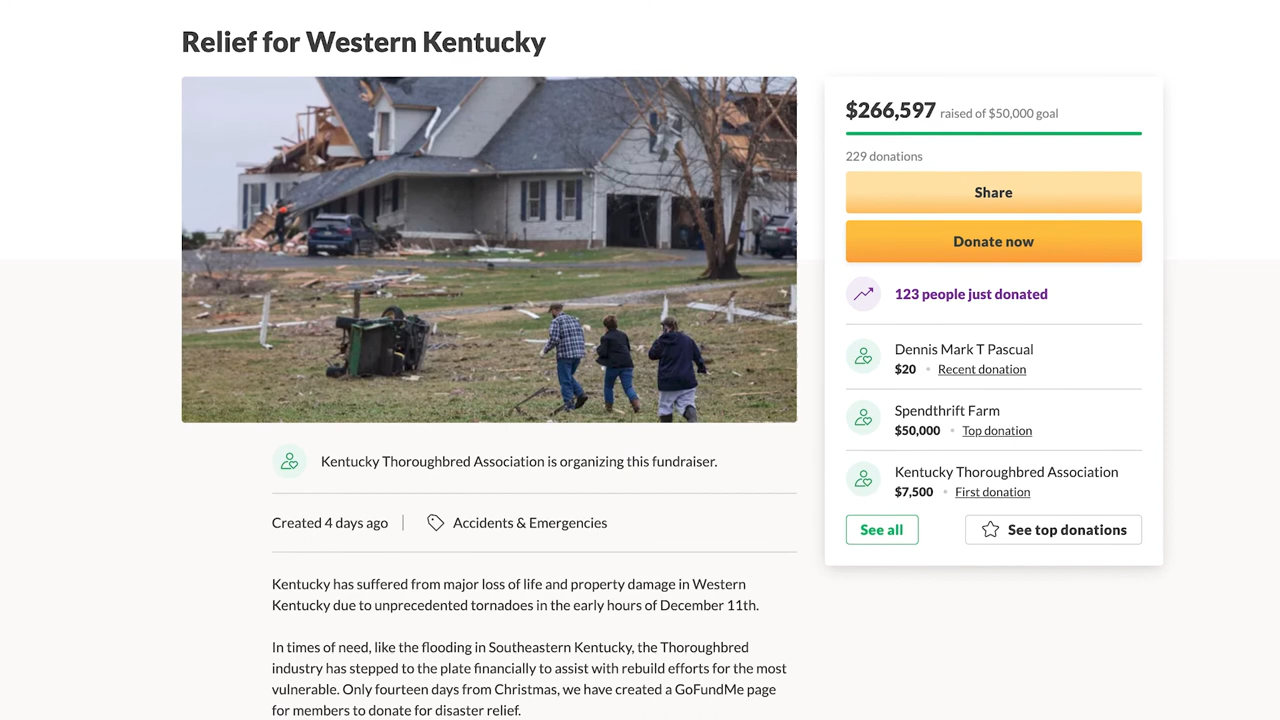 Relief for Western Kentucky
$266,597 raised of $50,000 goal
229 donations
Share
Donate now
123 people just donated
Dennis Mark T Pascual
$20 • Recent donation
Spendthrift Farm
$50,000 • Top donation
Kentucky Thoroughbred Association
$7,500 • First donation
See all
See top donations
Kentucky Thoroughbred Association is organizing this fundraiser.
Created 4 days ago
Accidents & Emergencies
Kentucky has suffered from major loss of life and property damage in Western
Kentucky due to unprecedented tornadoes in the early hours of December 11th.
In times of need, like the flooding in Southeastern Kentucky, the Thoroughbred
industry has stepped to the plate financially to assist with rebuild efforts for the most
vulnerable. Only fourteen days from Christmas, we have created a GoFundMe page
for members to donate for disaster relief.